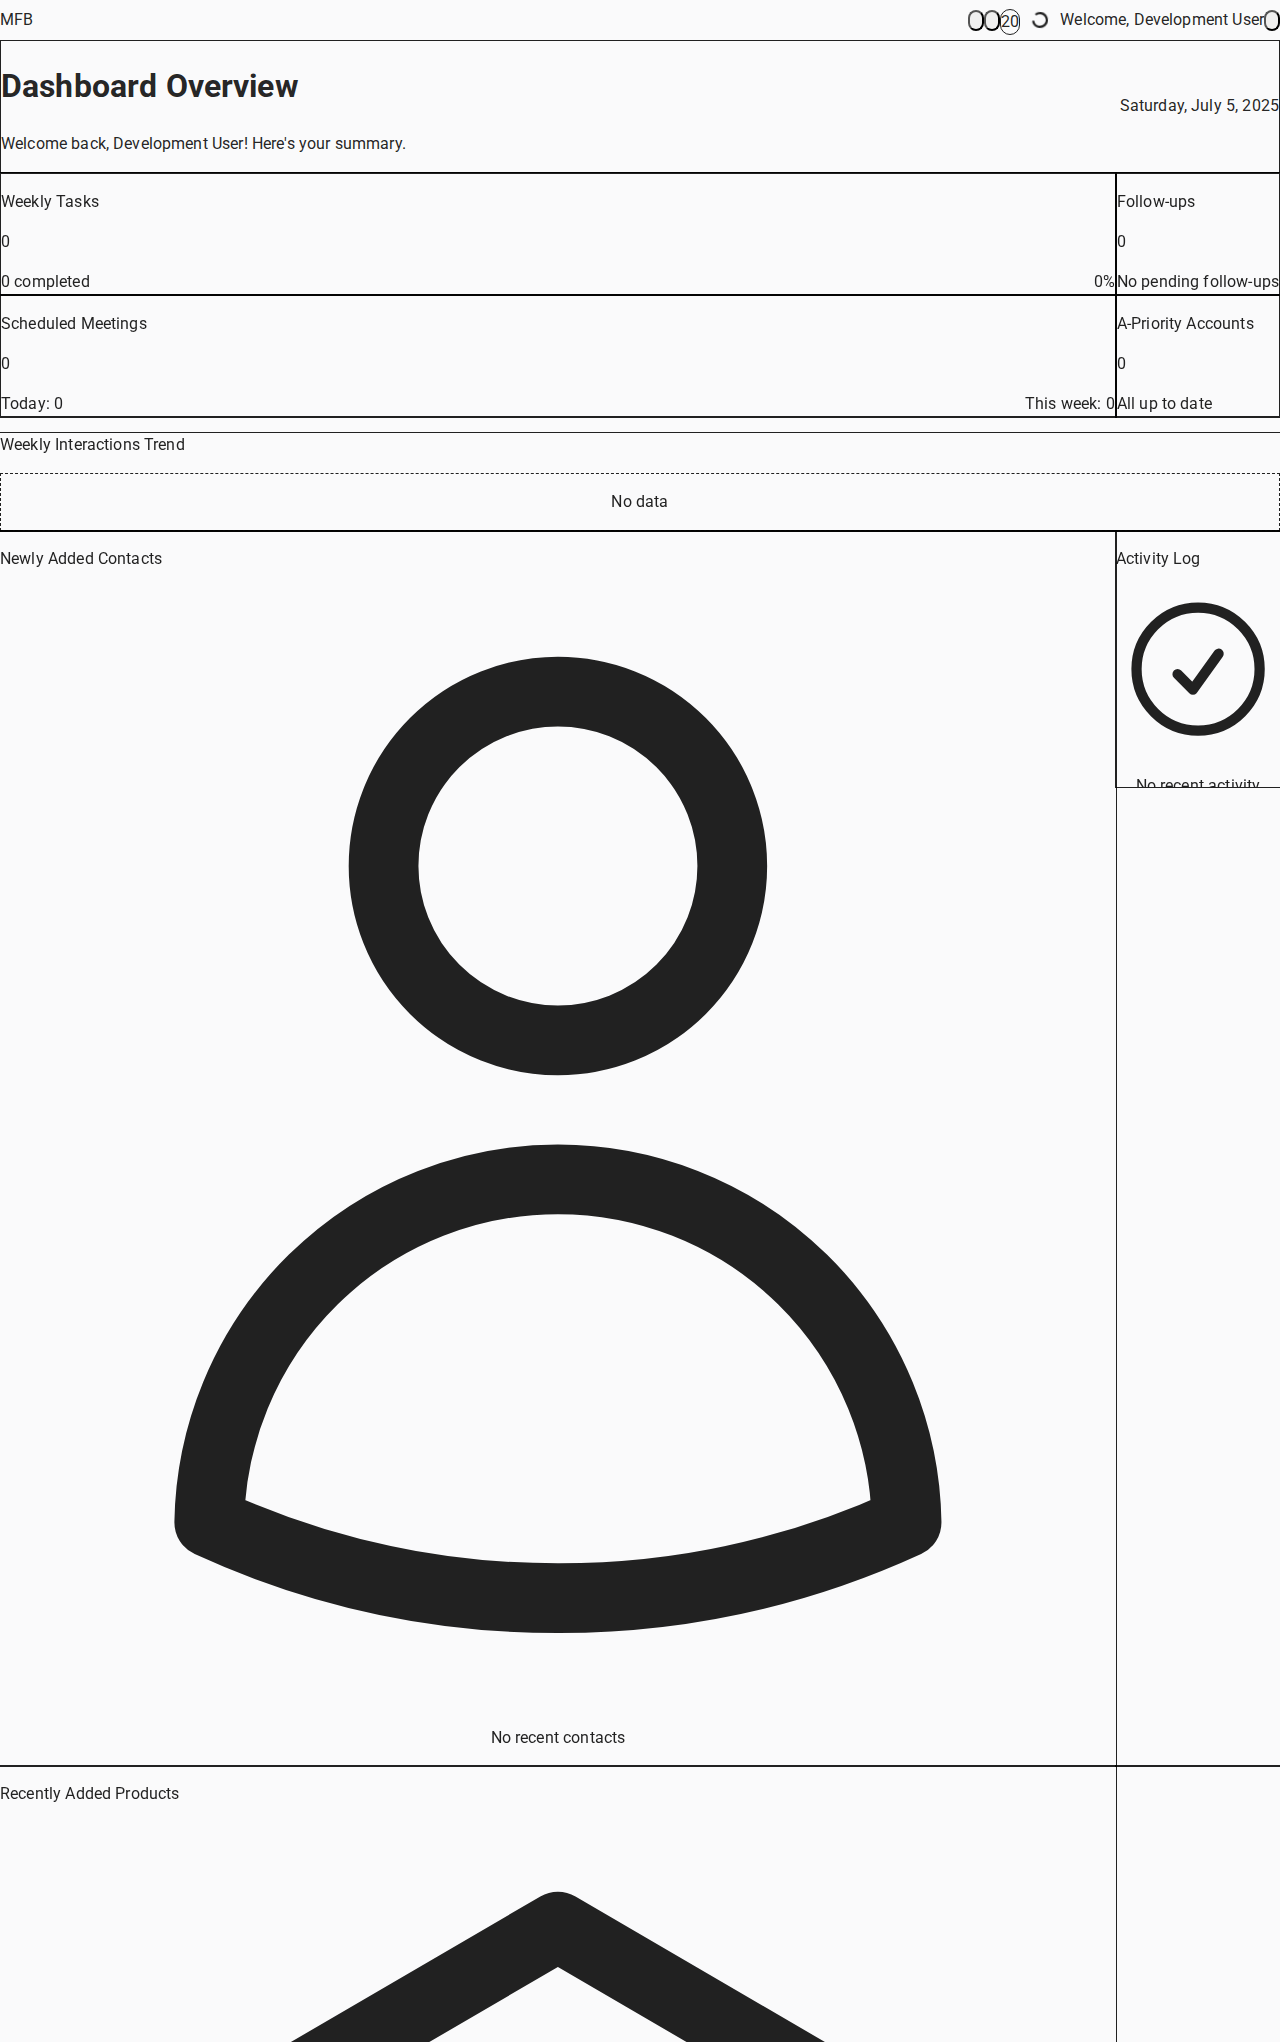 MFB
20
Welcome, Development User
Dashboard Overview
Saturday, July 5, 2025
Welcome back, Development User! Here's your summary.
Weekly Tasks
0
0 completed
0%
Follow-ups
0
No pending follow-ups
Scheduled Meetings
0
Today: 0
This week: 0
A-Priority Accounts
0
All up to date
Weekly Interactions Trend
No data
Newly Added Contacts
No recent contacts
Activity Log
No recent activity
Recently Added Products